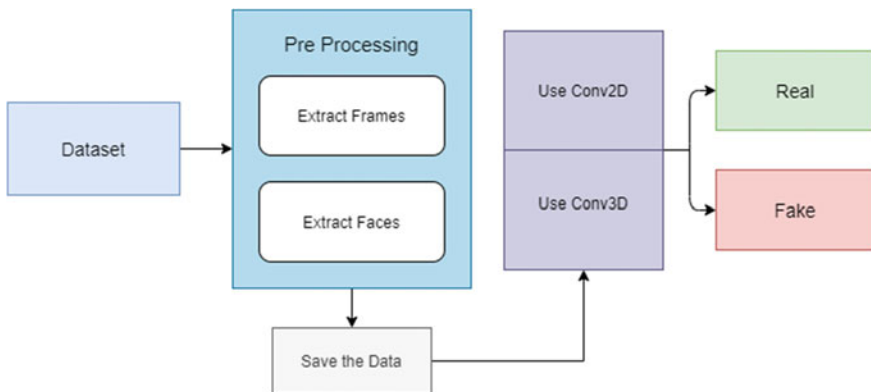 Dataset
Pre Processing
Extract Frames
Extract Faces
Save the Data
Use Conv2D
Use Conv3D
Real
Fake